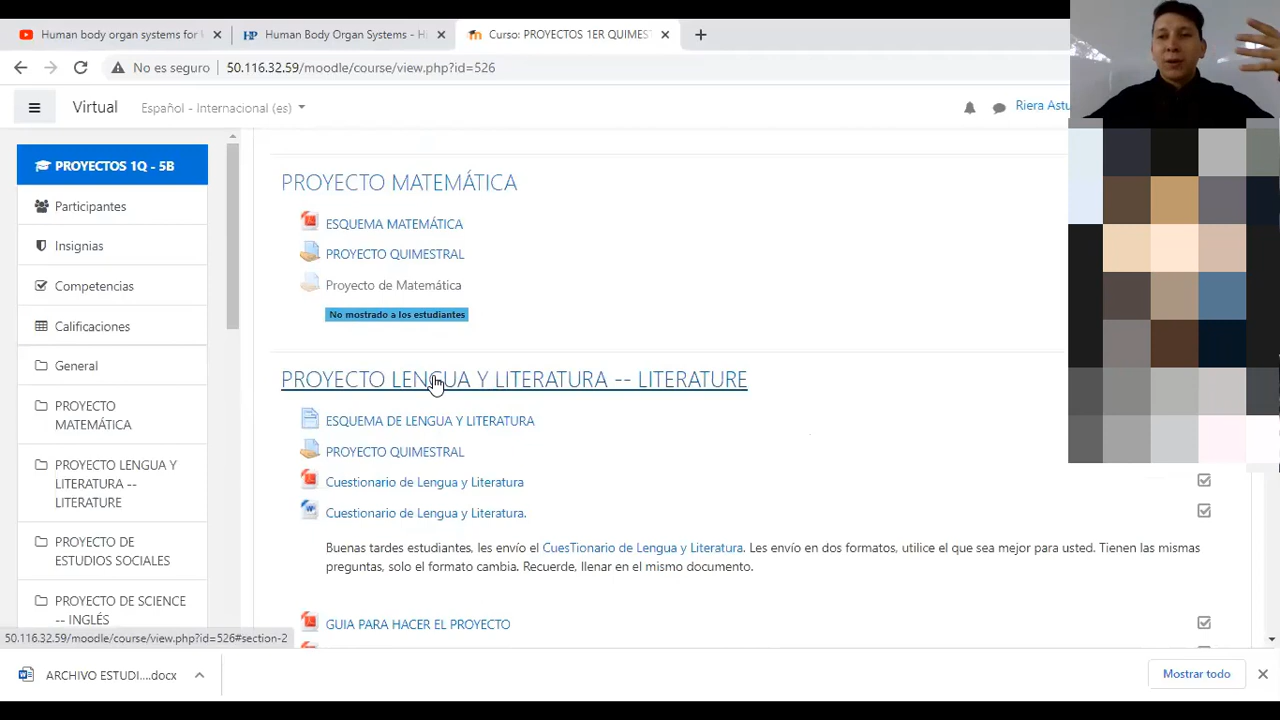 Human body organ systems for
Human Body Organ Systems - H
Curso: PROYECTOS 1ER QUIMEST
No es seguro
50.116.32.59/moodle/course/view.php?id=526
Virtual
Español - Internacional (es)
Riera Astu
PROYECTOS 1Q - 5B
Participantes
Insignias
Competencias
Calificaciones
General
PROYECTO
MATEMÁTICA
PROYECTO LENGUA Y
LITERATURA --
LITERATURE
PROYECTO DE
ESTUDIOS SOCIALES
PROYECTO DE SCIENCE
-- INGLÉS
PROYECTO MATEMÁTICA
ESQUEMA MATEMÁTICA
PROYECTO QUIMESTRAL
Proyecto de Matemática
No mostrado a los estudiantes
PROYECTO LENGUA Y LITERATURA -- LITERATURE
ESQUEMA DE LENGUA Y LITERATURA
PROYECTO QUIMESTRAL
Cuestionario de Lengua y Literatura
Cuestionario de Lengua y Literatura.
Buenas tardes estudiantes, les envío el CuesTionario de Lengua y Literatura. Les envío en dos formatos, utilice el que sea mejor para usted. Tienen las mismas
preguntas, solo el formato cambia. Recuerde, llenar en el mismo documento.
GUIA PARA HACER EL PROYECTO
50.116.32.59/moodle/course/view.php?id=526#section-2
ARCHIVO ESTUDI....docx
Mostrar todo